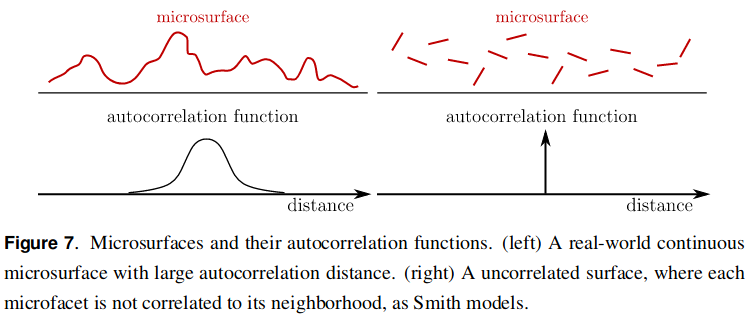 microsurface
microsurface
autocorrelation function
autocorrelation function
distance
distance
Figure 7. Microsurfaces and their autocorrelation functions. (left) A real-world continuous
microsurface with large autocorrelation distance. (right) A uncorrelated surface, where each
microfacet is not correlated to its neighborhood, as Smith models.